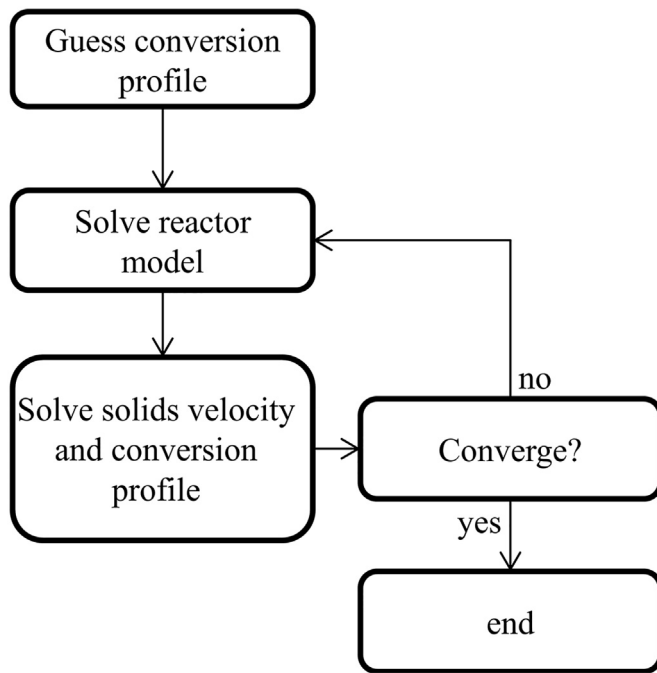 Guess conversion
profile
Solve reactor
model
Solve solids velocity
and conversion
profile
no
Converge?
yes
end